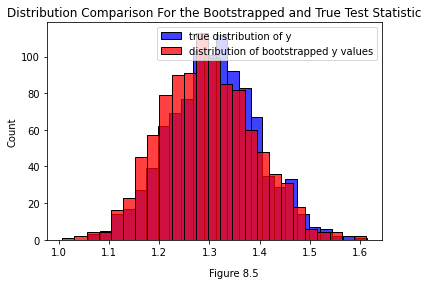 Distribution Comparison For the Bootstrapped and True Test Statistic
true distribution of y
distribution of bootstrapped y values
Count
100
80
60
40
20
0
1.0 1.1 1.2 1.3 1.4 1.5 1.6
Figure 8.5